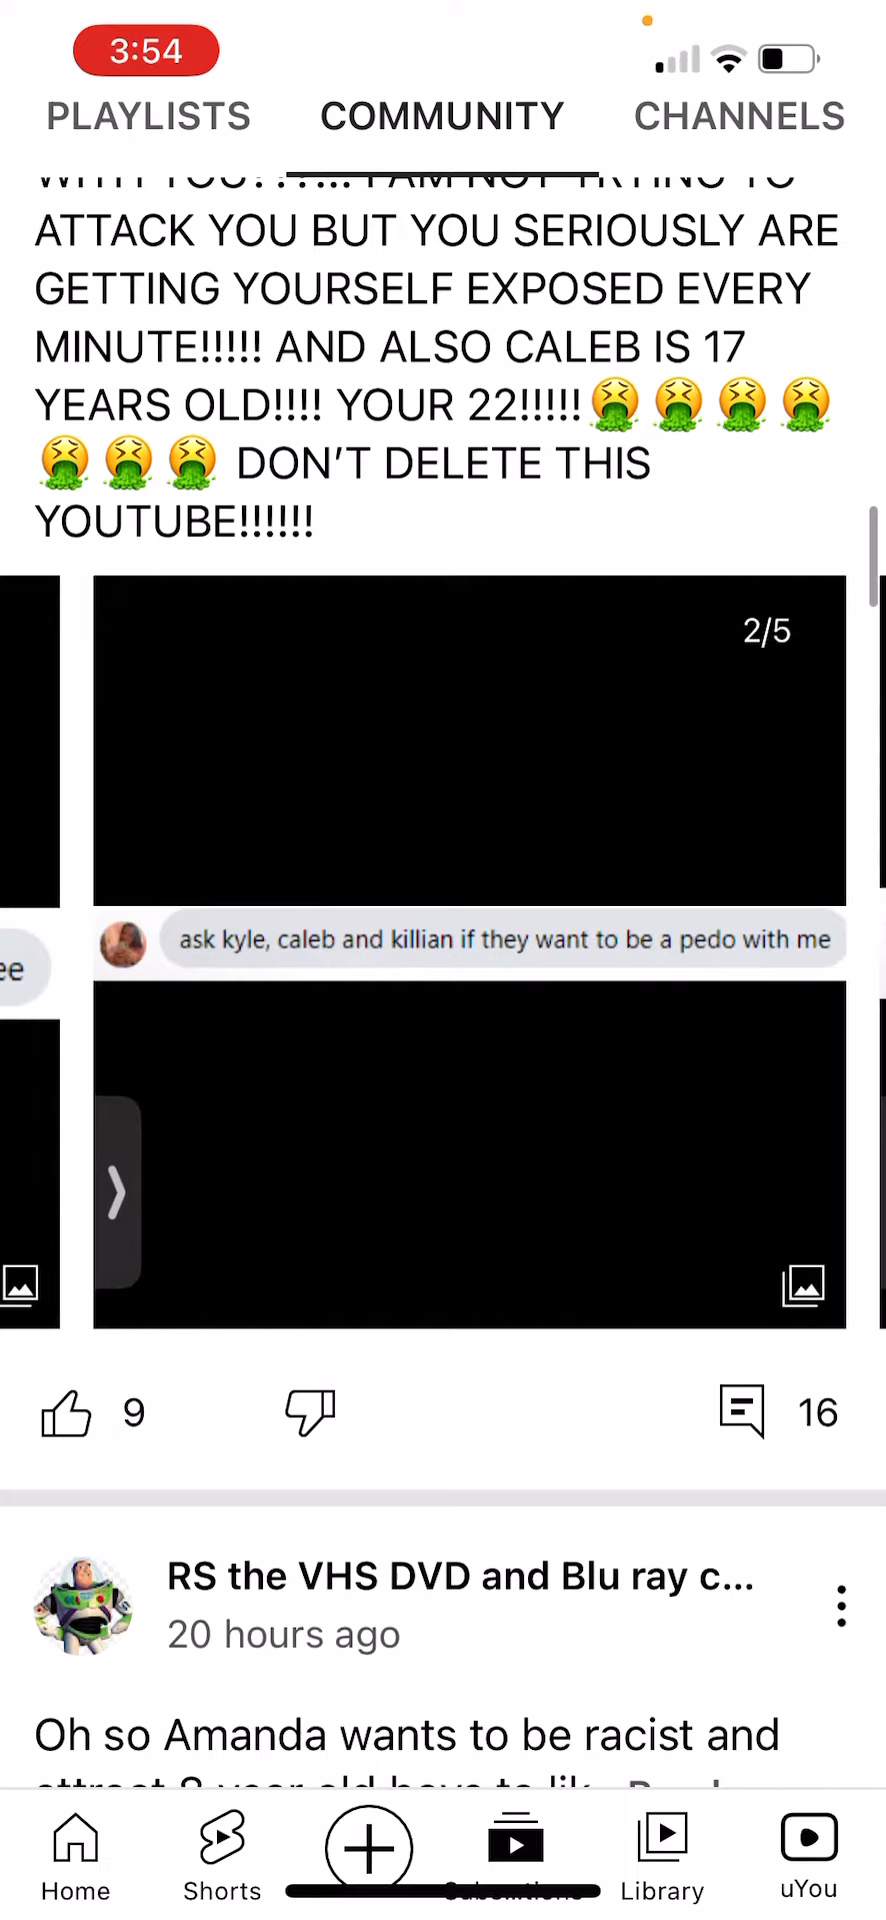 3:54
PLAYLISTS COMMUNITY CHANNELS
ATTACK YOU BUT YOU SERIOUSLY ARE
GETTING YOURSELF EXPOSED EVERY
MINUTE!!!!! AND ALSO CALEB IS 17
YEARS OLD!!!! YOUR 22!!!!!🤮🤮🤮🤮
🤮🤮🤮 DON'T DELETE THIS
YOUTUBE!!!!!!
2/5
ask kyle, caleb and killian if they want to be a pedo with me
ee
9
16
RS the VHS DVD and Blu ray c...
20 hours ago
Oh so Amanda wants to be racist and
Home Shorts Library uYou